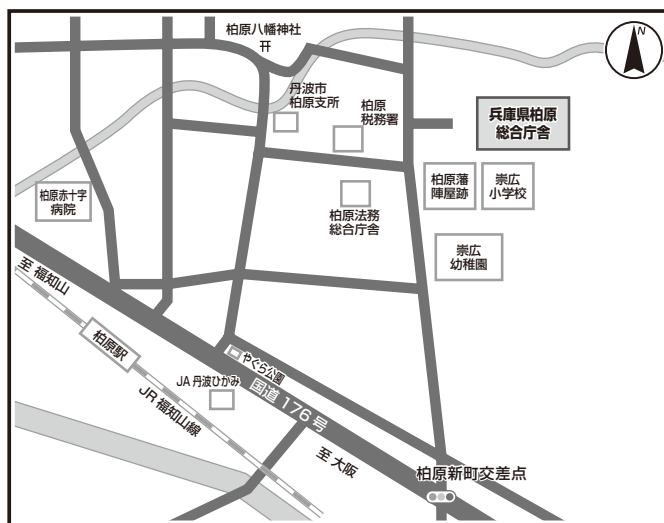 柏原八幡神社
N
丹波市
柏原支所
柏原
税務署
兵庫県柏原
総合庁舎
柏原赤十字
病院
柏原藩
陣屋跡
崇広
小学校
柏原法務
総合庁舎
崇広
幼稚園
至 福知山
柏原駅
やぐら公園
JA 丹波ひかみ
国道 176 号
JR 福知山線
至 大阪
柏原新町交差点